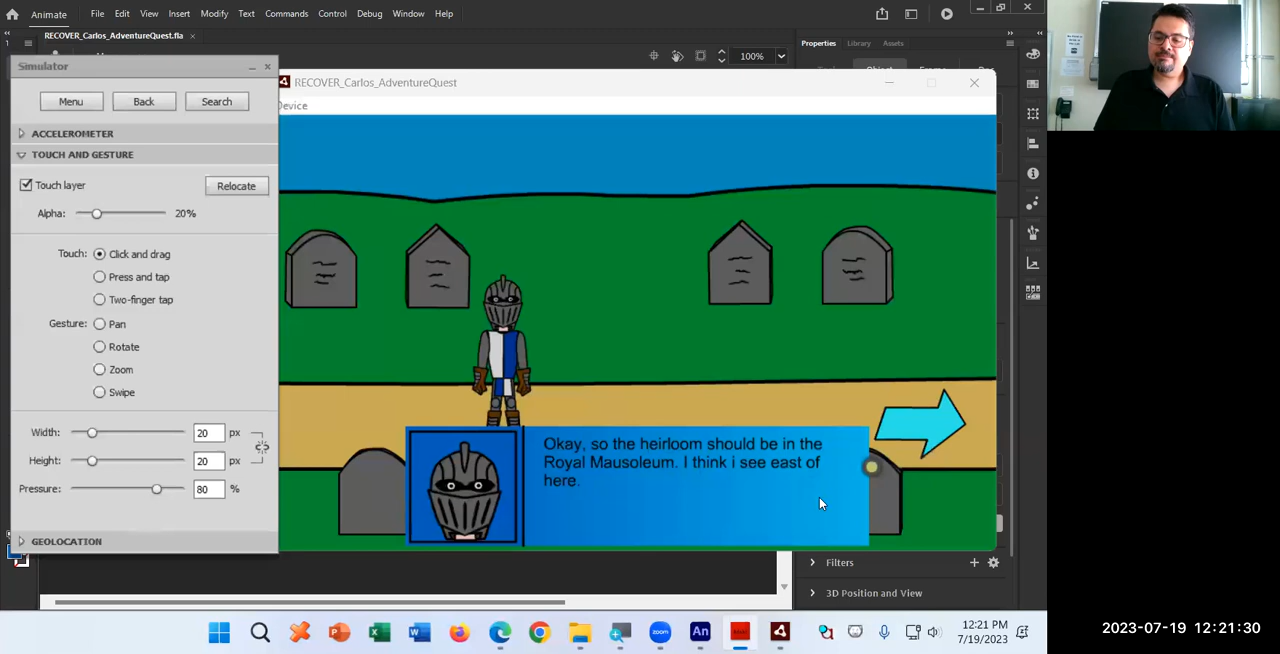 Animate
File Edit View Insert Modify Text Commands Control Debug Window Help
RECOVER_Carlos_AdventureQuest.fla ×
100%
Properties Library Assets
Simulator
Menu Back Search
ACCELEROMETER
TOUCH AND GESTURE
Touch layer Relocate
Alpha: 20%
Touch: Click and drag
Press and tap
Two-finger tap
Gesture: Pan
Rotate
Zoom
Swipe
Width: 20 px
Height: 20 px
Pressure: 80 %
GEOLOCATION
RECOVER_Carlos_AdventureQuest
Device
Okay, so the heirloom should be in the
Royal Mausoleum. I think i see east of
here.
Filters
3D Position and View
12:21 PM
7/19/2023
2023-07-19 12:21:30